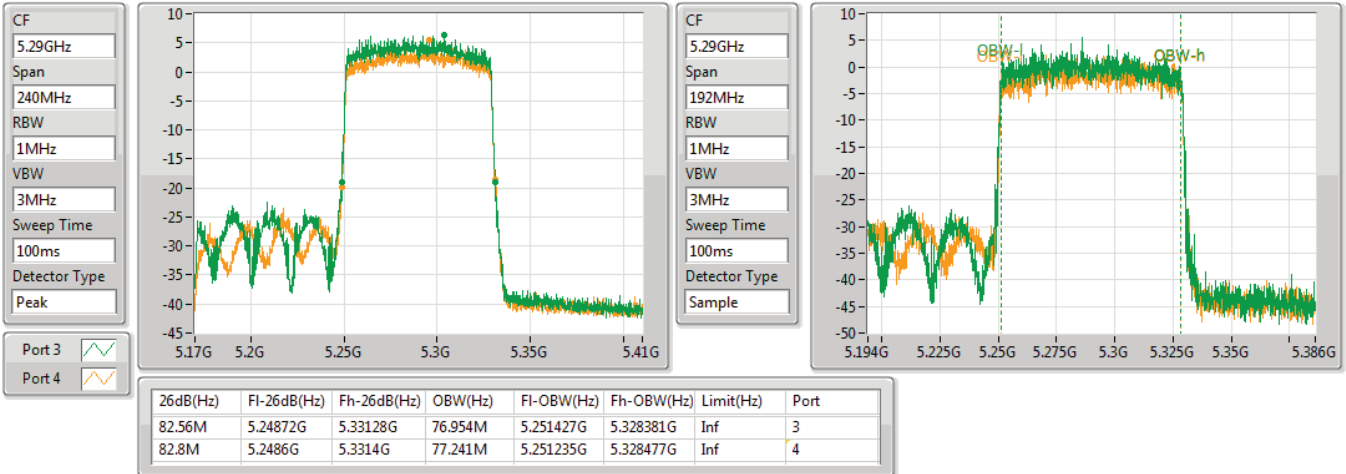 CF
5.29GHz
Span
240MHz
RBW
1MHz
VBW
3MHz
Sweep Time
100ms
Detector Type
Peak
10
5
0
-5
-10
-15
-20
-25
-30
-35
-40
-45
5.17G 5.2G 5.25G 5.3G 5.35G 5.41G
CF
5.29GHz
Span
192MHz
RBW
1MHz
VBW
3MHz
Sweep Time
100ms
Detector Type
Sample
10
5
0
-5
-10
-15
-20
-25
-30
-35
-40
-45
-50
OBW-l
OBW-h
5.194G 5.225G 5.25G 5.275G 5.3G 5.325G 5.35G 5.386G
Port 3
Port 4
26dB(Hz) Fl-26dB(Hz) Fh-26dB(Hz) OBW(Hz) Fl-OBW(Hz) Fh-OBW(Hz) Limit(Hz) Port
82.56M 5.24872G 5.33128G 76.954M 5.251427G 5.328381G Inf 3
82.8M 5.2486G 5.3314G 77.241M 5.251235G 5.328477G Inf 4